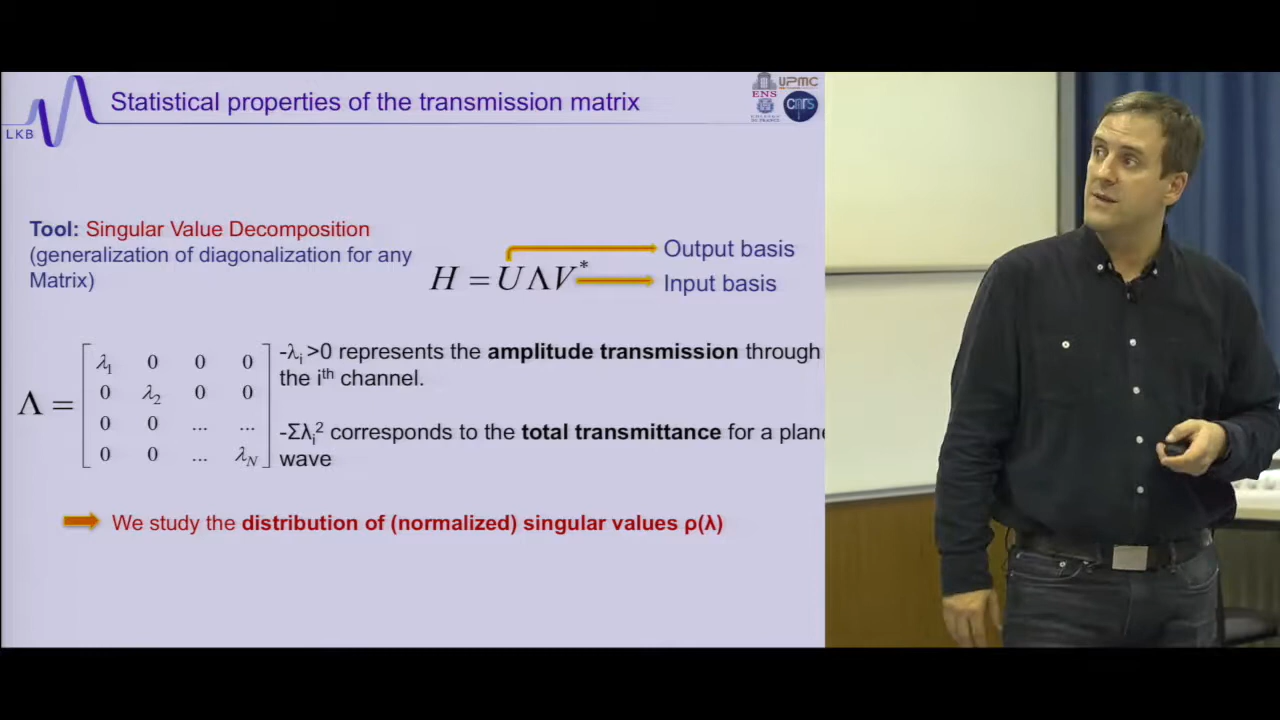 Statistical properties of the transmission matrix
LKB
ENS
UPMC
cnrs
Tool: Singular Value Decomposition
(generalization of diagonalization for any
Matrix)
H = UΛV*
Output basis
Input basis
Λ =
λ1 0 0 0
0 λ2 0 0
0 0 ... ...
0 0 ... λN
-λi >0 represents the amplitude transmission through
the ith channel.
-Σλi² corresponds to the total transmittance for a plane
wave
We study the distribution of (normalized) singular values ρ(λ)